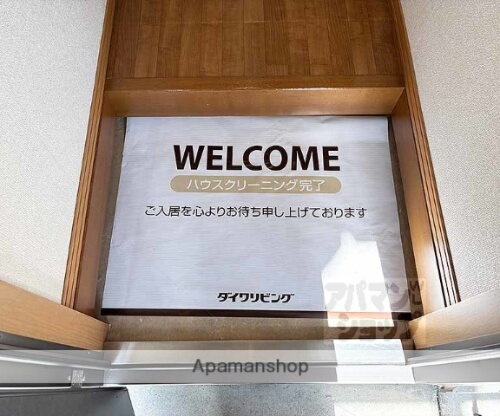 WELCOME
ハウスクリーニング完了
ご入居を心よりお待ち申し上げております
ダイワリビング
アパマン
ショップ
Apamanshop